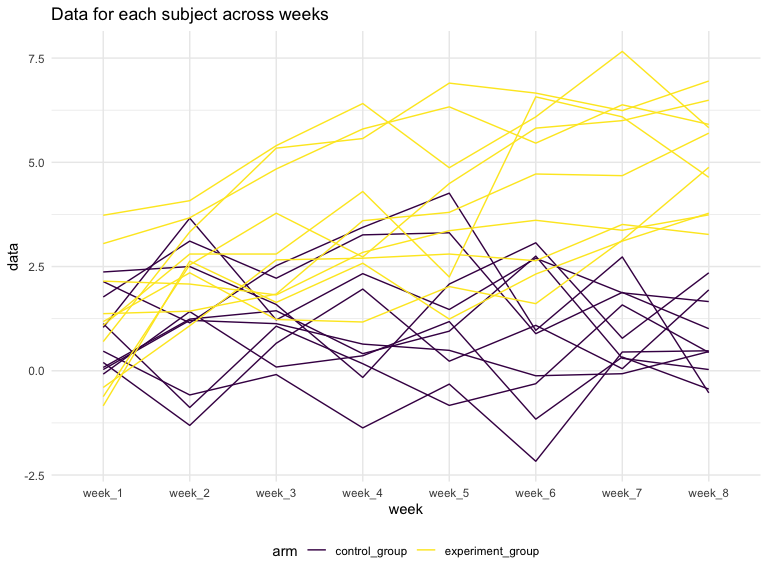 Data for each subject across weeks
7.5
5.0
2.5
0.0
-2.5
data
week_1 week_2 week_3 week_4 week_5 week_6 week_7 week_8
week
arm control_group experiment_group